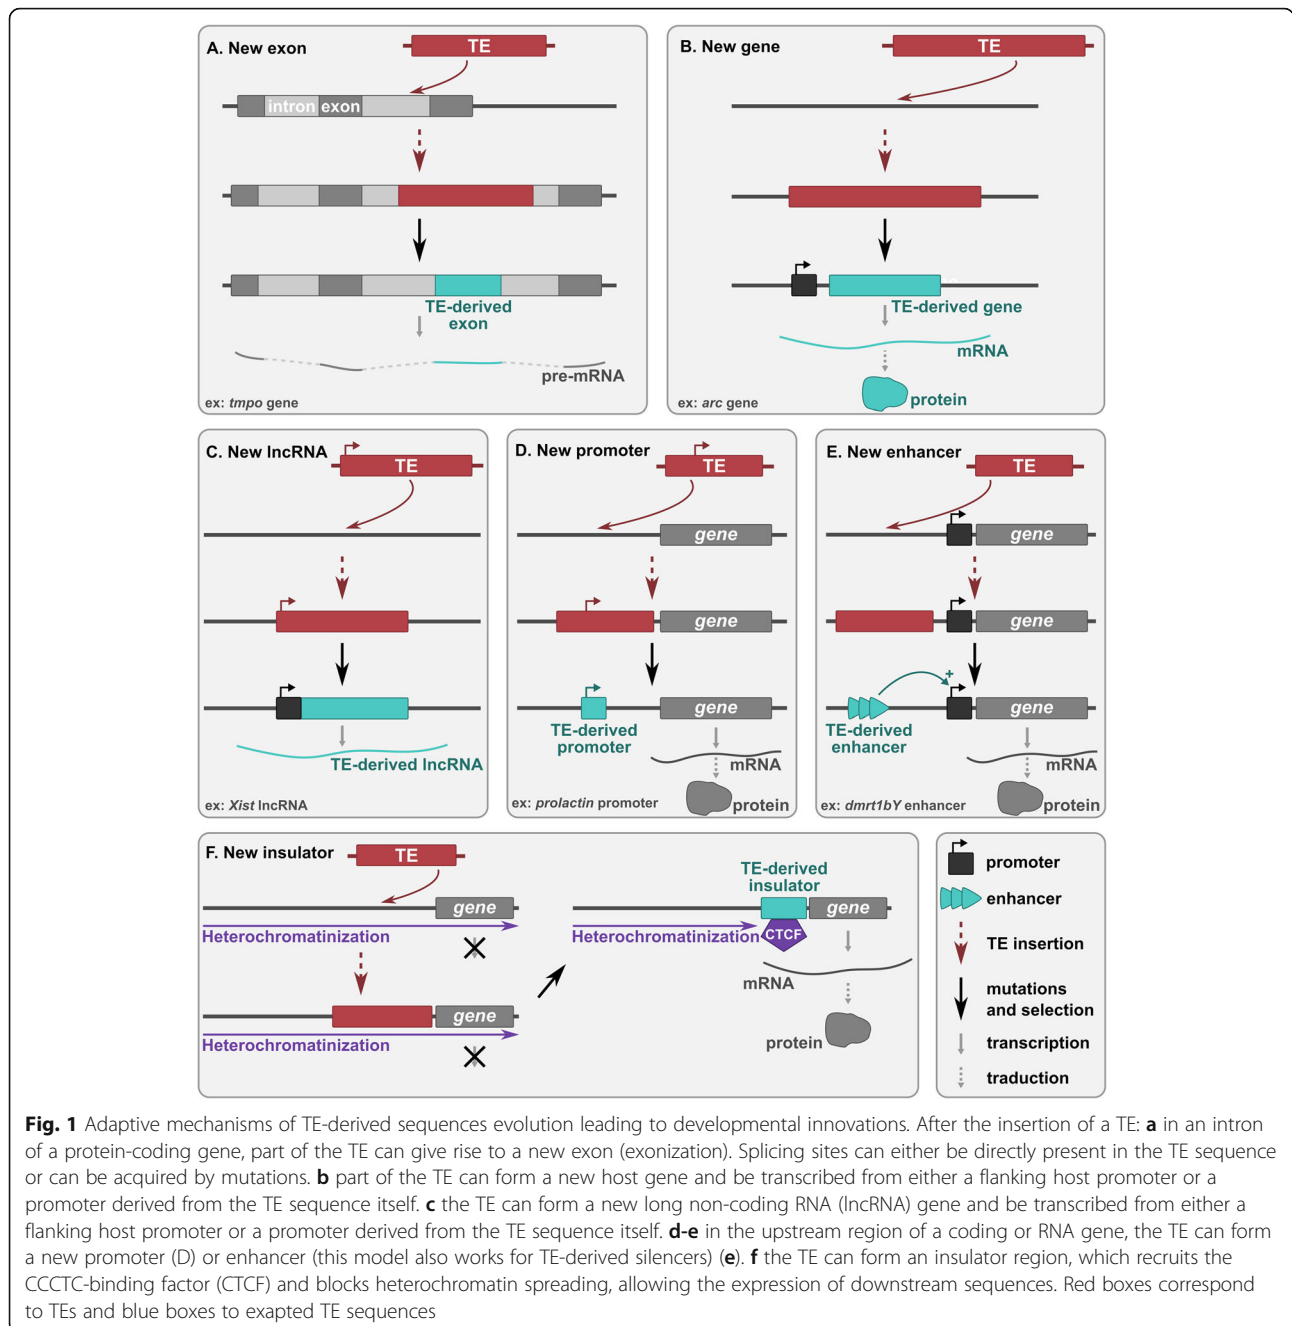 A. New exon
TE
intron exon
TE-derived
exon
pre-mRNA
ex: tmpo gene
B. New gene
TE
TE-derived gene
mRNA
protein
ex: arc gene
C. New lncRNA
TE
TE-derived lncRNA
ex: Xist lncRNA
D. New promoter
TE
gene
gene
gene
TE-derived
promoter
mRNA
protein
ex: prolactin promoter
E. New enhancer
TE
gene
gene
+
gene
TE-derived
enhancer
mRNA
protein
ex: dmrt1bY enhancer
F. New insulator
TE
gene
Heterochromatinization
gene
Heterochromatinization
TE-derived
insulator
gene
Heterochromatinization
CTCF
mRNA
protein
promoter
enhancer
TE insertion
mutations
and selection
transcription
traduction
Fig. 1 Adaptive mechanisms of TE-derived sequences evolution leading to developmental innovations. After the insertion of a TE: a in an intron
of a protein-coding gene, part of the TE can give rise to a new exon (exonization). Splicing sites can either be directly present in the TE sequence
or can be acquired by mutations. b part of the TE can form a new host gene and be transcribed from either a flanking host promoter or a
promoter derived from the TE sequence itself. c the TE can form a new long non-coding RNA (lncRNA) gene and be transcribed from either a
flanking host promoter or a promoter derived from the TE sequence itself. d-e in the upstream region of a coding or RNA gene, the TE can form
a new promoter (D) or enhancer (this model also works for TE-derived silencers) (e). f the TE can form an insulator region, which recruits the
CCCTC-binding factor (CTCF) and blocks heterochromatin spreading, allowing the expression of downstream sequences. Red boxes correspond
to TEs and blue boxes to exapted TE sequences